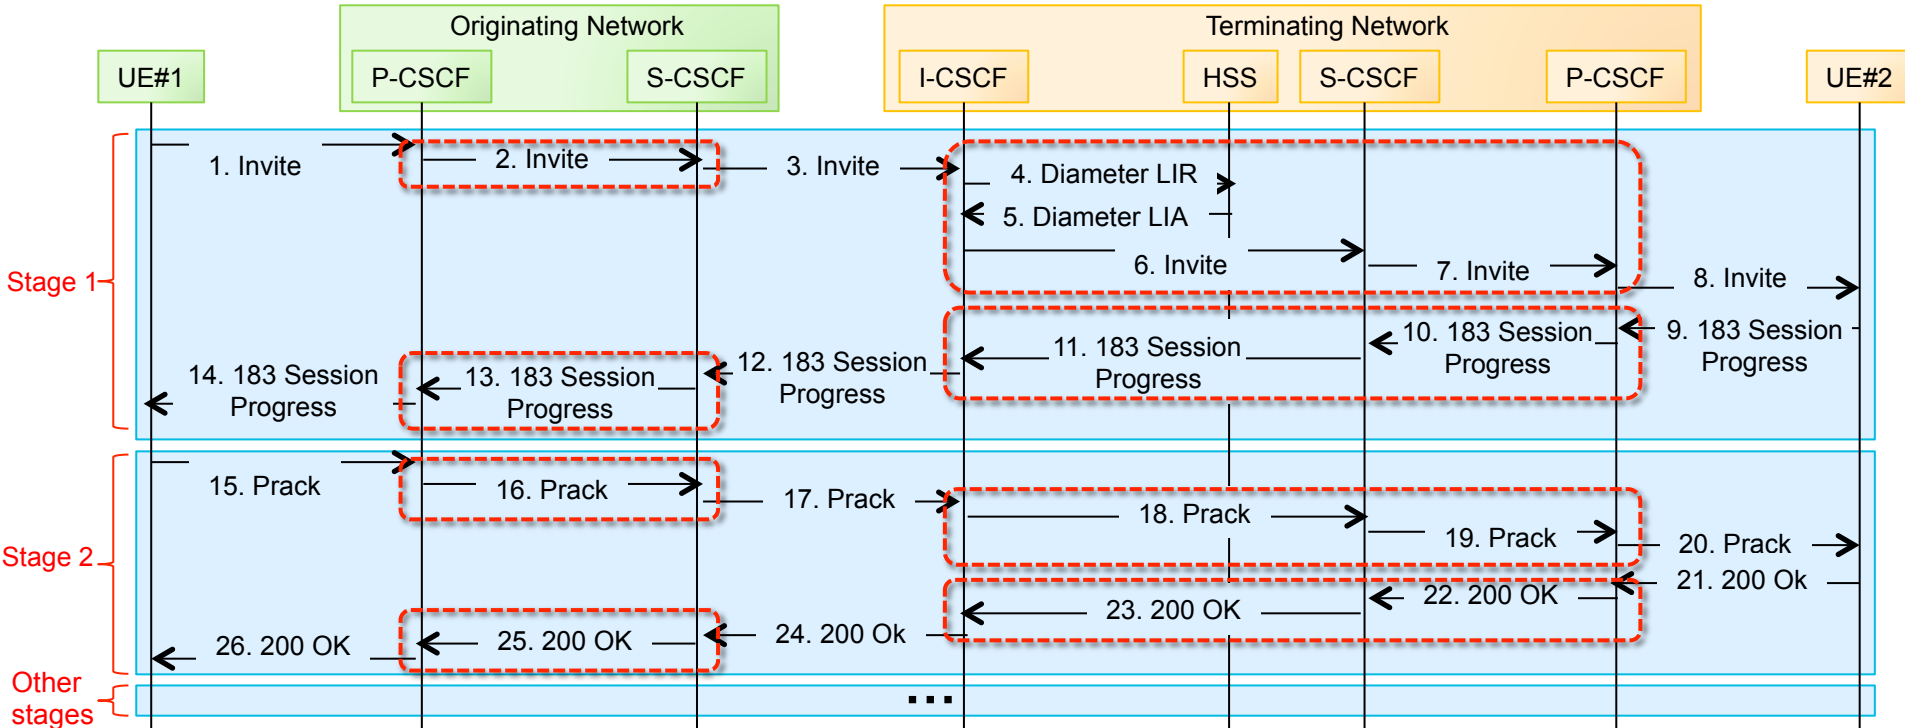 Originating Network
Terminating Network
UE#1
P-CSCF
S-CSCF
I-CSCF
HSS
S-CSCF
P-CSCF
UE#2
Stage 1
1. Invite
2. Invite
3. Invite
4. Diameter LIR
5. Diameter LIA
6. Invite
7. Invite
8. Invite
9. 183 Session
Progress
10. 183 Session
Progress
11. 183 Session
Progress
12. 183 Session
Progress
13. 183 Session
Progress
14. 183 Session
Progress
Stage 2
15. Prack
16. Prack
17. Prack
18. Prack
19. Prack
20. Prack
21. 200 Ok
22. 200 OK
23. 200 OK
24. 200 Ok
25. 200 OK
26. 200 OK
Other
stages
...